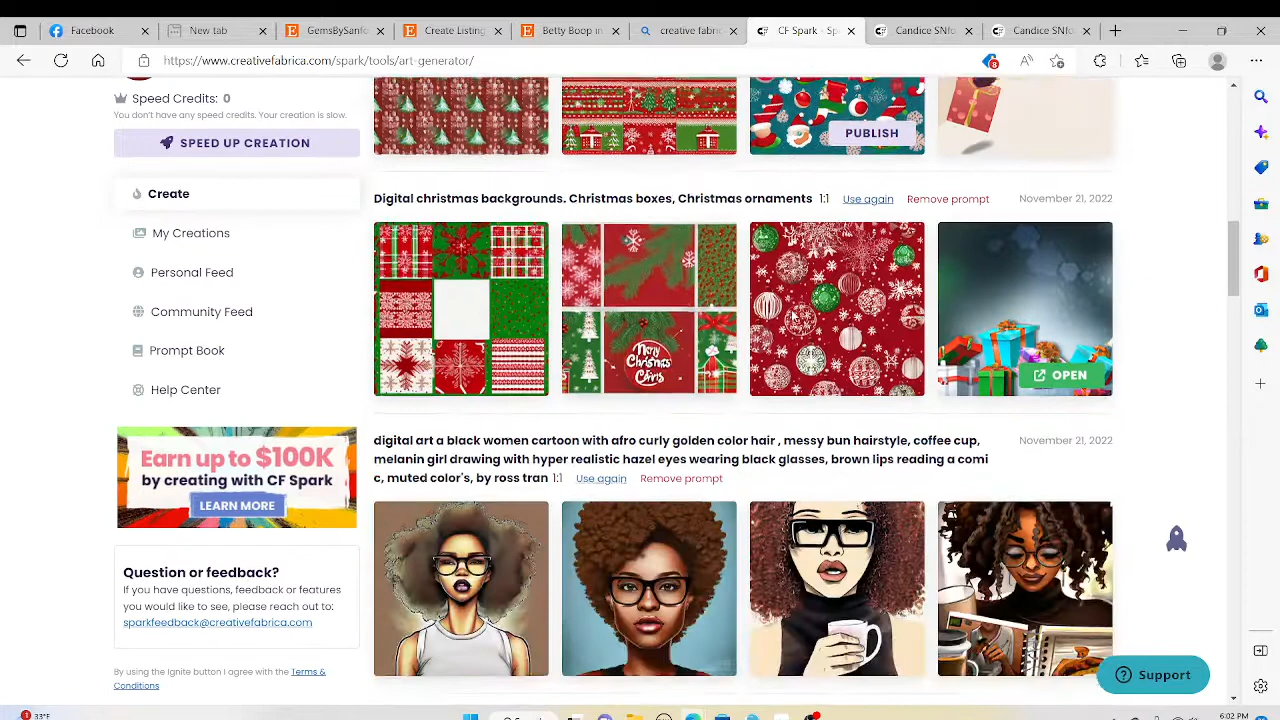 Facebook
New tab
GemsBySanfo
Create Listing
Betty Boop in
creative fabric
CF Spark - Sp
Candice SNfo
Candice SNfo
https://www.creativefabrica.com/spark/tools/art-generator/
8
Speed Credits: 0
You don't have any speed credits. Your creation is slow.
SPEED UP CREATION
Create
My Creations
Personal Feed
Community Feed
Prompt Book
Help Center
Earn up to $100K
by creating with CF Spark
LEARN MORE
Question or feedback?
If you have questions, feedback or features
you would like to see, please reach out to:
sparkfeedback@creativefabrica.com
By using the Ignite button I agree with the Terms &
Conditions
PUBLISH
Digital christmas backgrounds. Christmas boxes, Christmas ornaments 1:1 Use again Remove prompt November 21, 2022
OPEN
digital art a black women cartoon with afro curly golden color hair , messy bun hairstyle, coffee cup, November 21, 2022
melanin girl drawing with hyper realistic hazel eyes wearing black glasses, brown lips reading a comi
c, muted color's, by ross tran 1:1 Use again Remove prompt
Support
1 33°F
6:02 PM